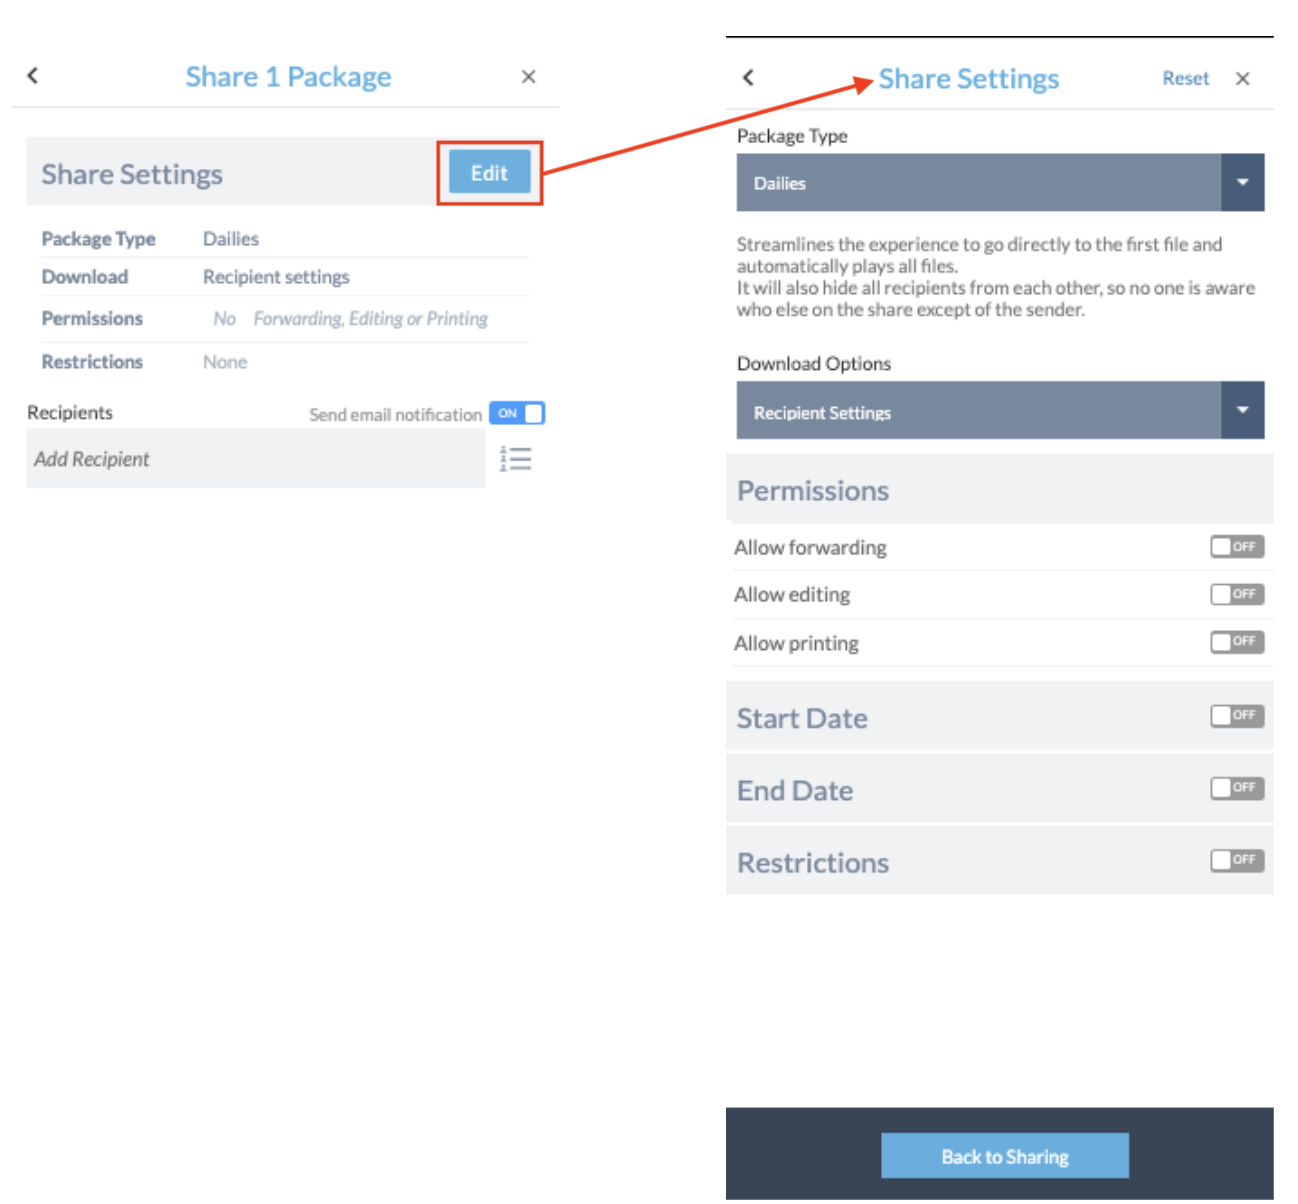 Share 1 Package
Share Settings
Edit
Package Type Dailies
Download Recipient settings
Permissions No Forwarding, Editing or Printing
Restrictions None
Recipients Send email notification ON
Add Recipient
Share Settings Reset
Package Type
Dailies
Streamlines the experience to go directly to the first file and
automatically plays all files.
It will also hide all recipients from each other, so no one is aware
who else on the share except of the sender.
Download Options
Recipient Settings
Permissions
Allow forwarding OFF
Allow editing OFF
Allow printing OFF
Start Date OFF
End Date OFF
Restrictions OFF
Back to Sharing